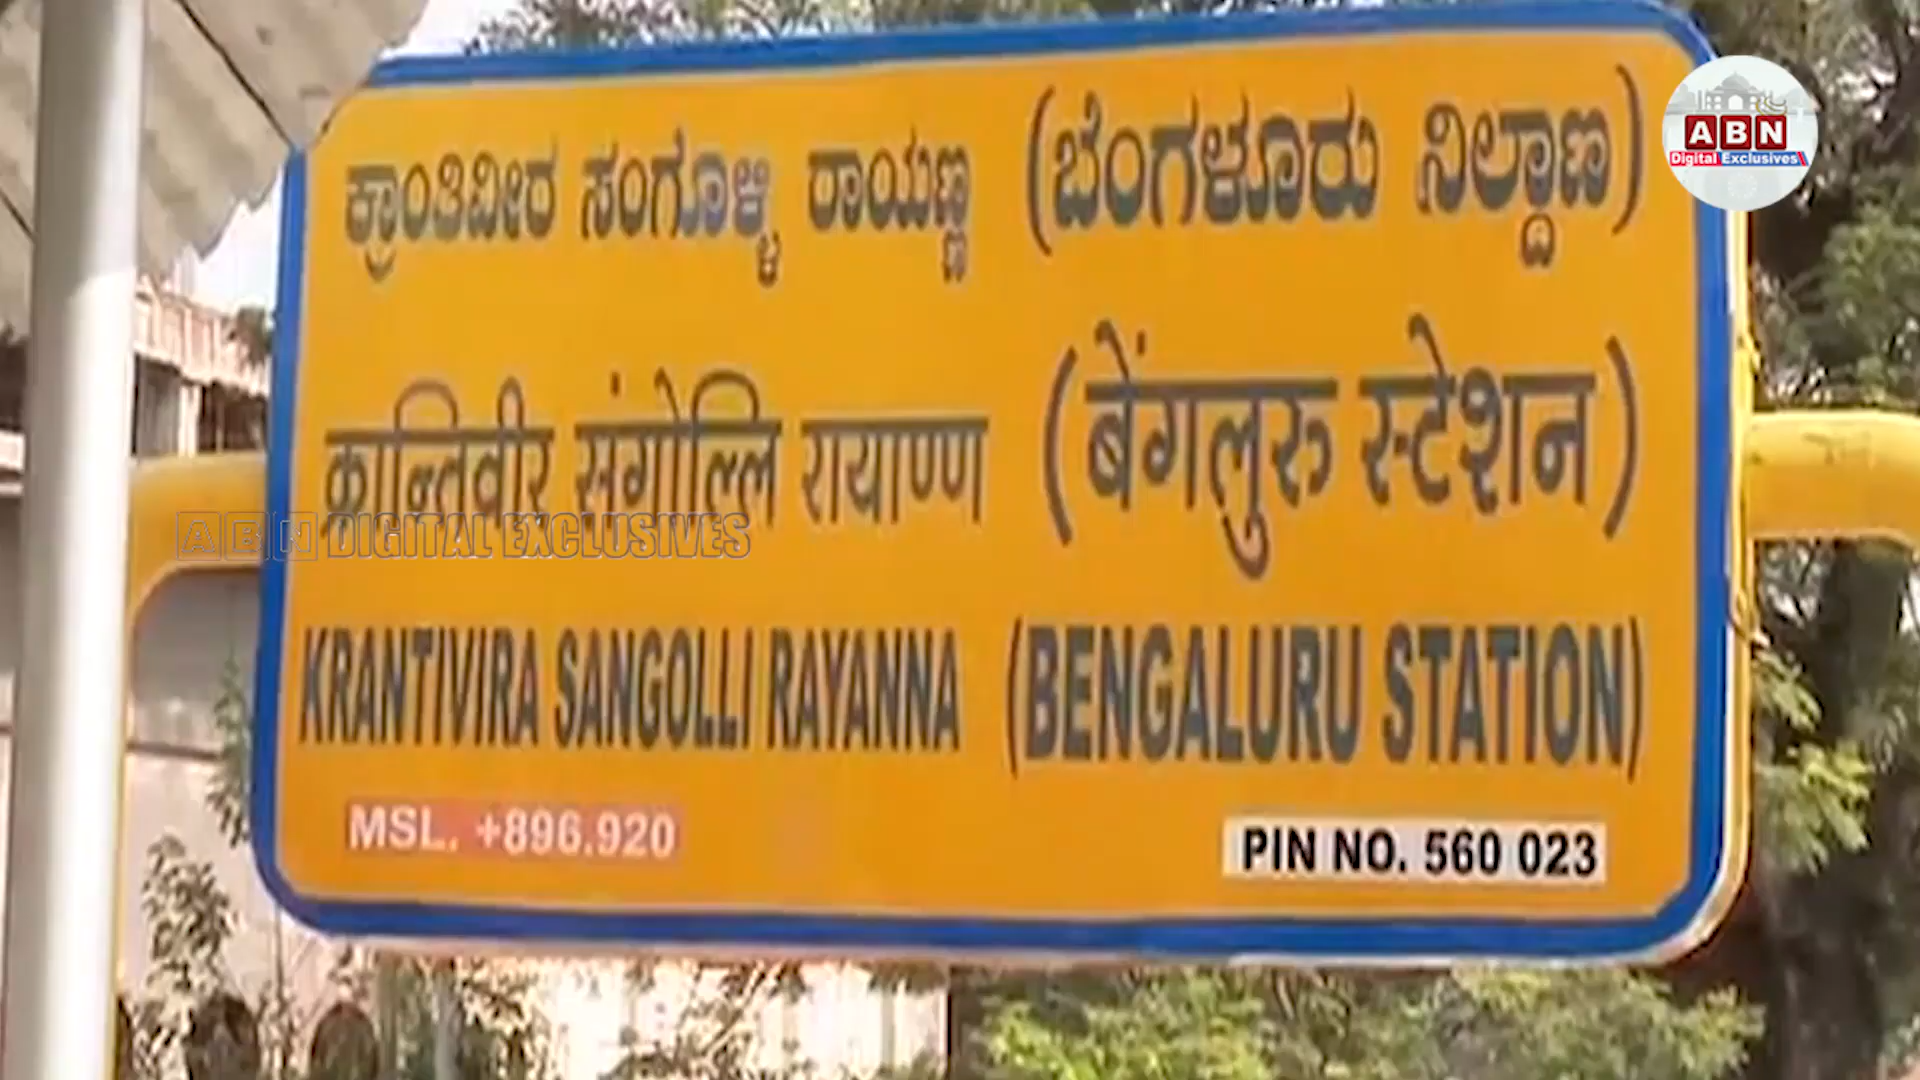 ಕ್ರಾಂತಿವೀರ ಸಂಗೊಳ್ಳಿ ರಾಯಣ್ಣ (ಬೆಂಗಳೂರು ನಿಲ್ದಾಣ)
ABN
Digital Exclusives
क्रान्तिवीर संगोल्लि रायाण्ण (बेंगलुरु स्टेशन)
ABN DIGITAL EXCLUSIVES
KRANTIVIRA SANGOLLI RAYANNA (BENGALURU STATION)
MSL. +896.920
PIN NO. 560 023